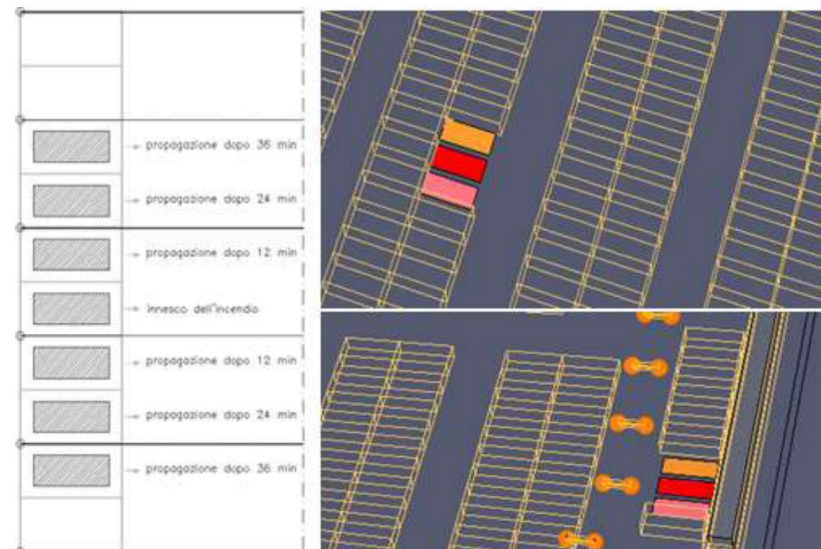 propagazione dopo 36 min
propagazione dopo 24 min
propagazione dopo 12 min
innesco dell'incendio
propagazione dopo 12 min
propagazione dopo 24 min
propagazione dopo 36 min